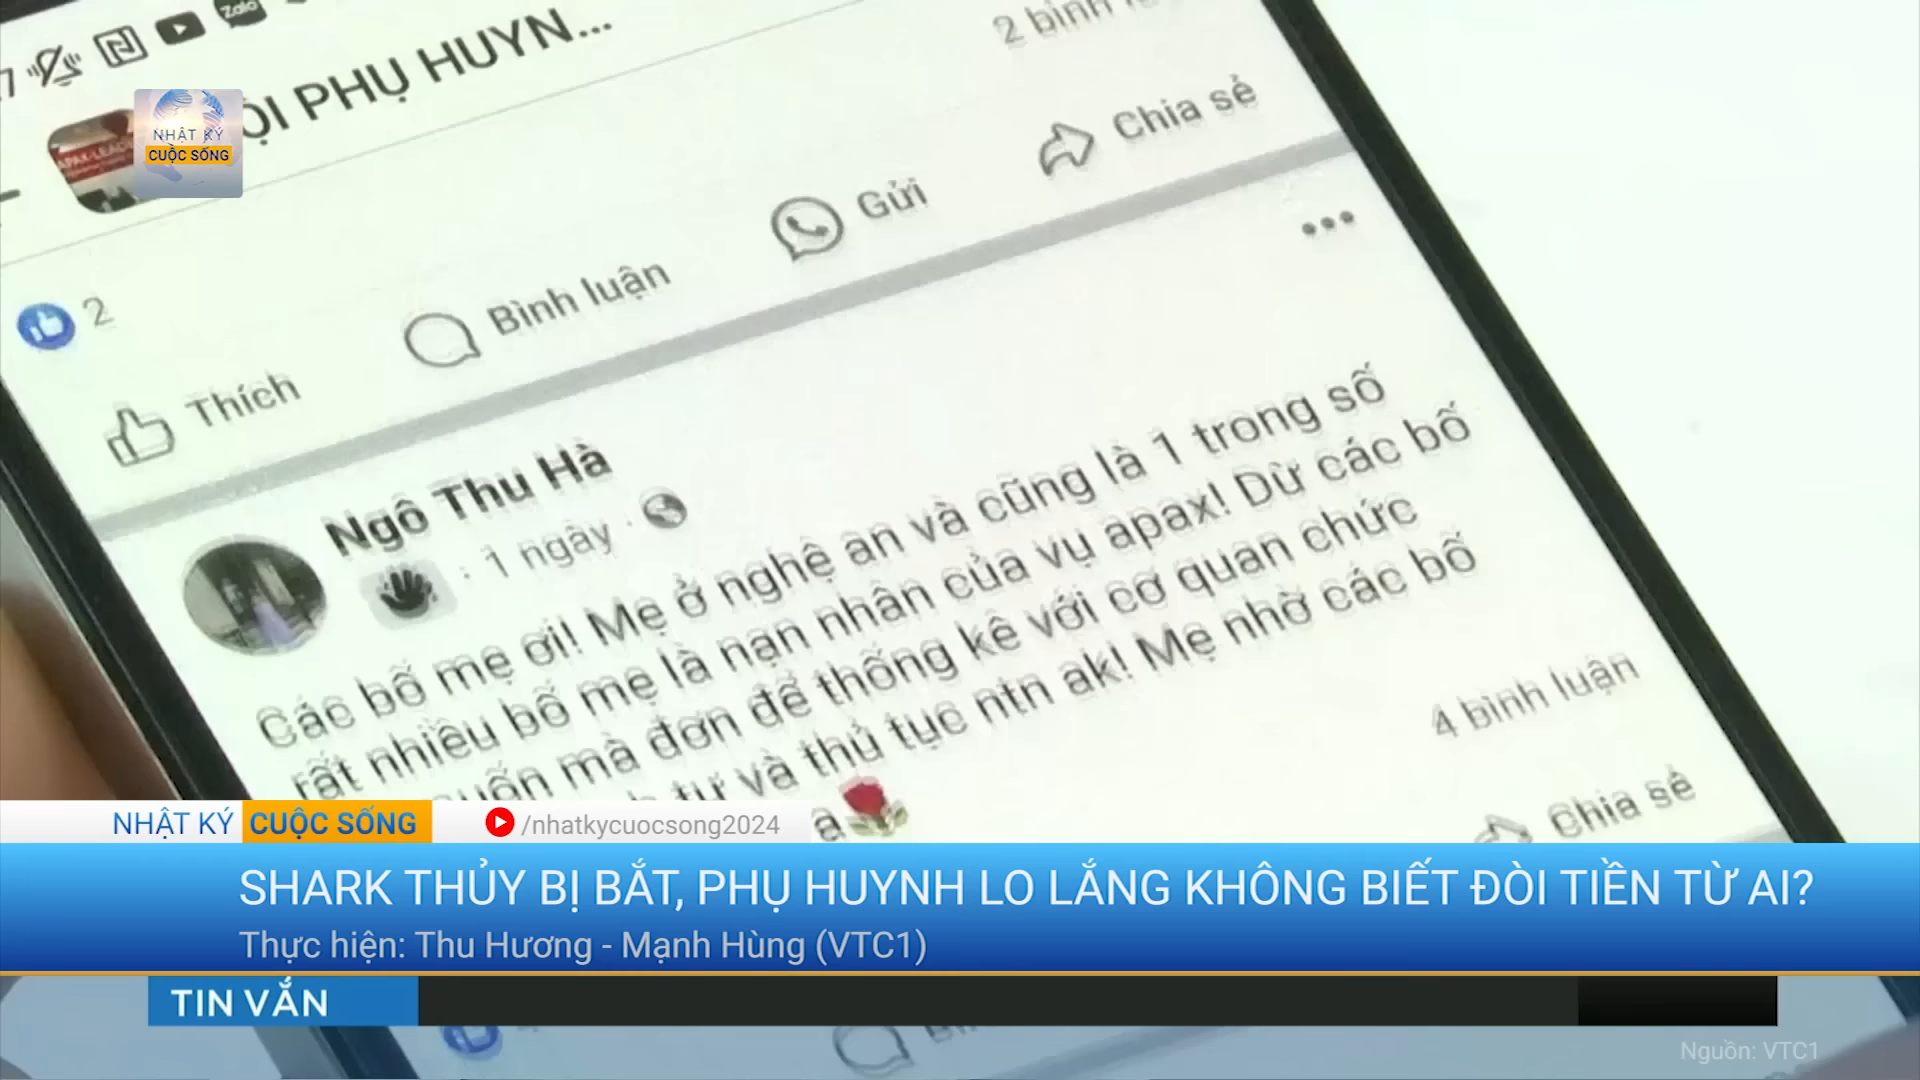 Zalo
ỘI PHỤ HUYN...
NHẬT KÝ
CUỘC SỐNG
2 bình
2
Thích
Bình luận
Gửi
Chia sẻ
Ngô Thu Hà
1 ngày
Các bố mẹ ơi! Mẹ ở nghệ an và cũng là 1 trong số
rất nhiều bố mẹ là nạn nhân của vụ apax! Dừ các bố
mà đơn để thống kê với cơ quan chức
tự và thủ tục ntn ak! Mẹ nhờ các bố
ạ
4 bình luận
Chia sẻ
NHẬT KÝ CUỘC SỐNG
/nhatkycuocsong2024
SHARK THỦY BỊ BẮT, PHỤ HUYNH LO LẮNG KHÔNG BIẾT ĐÒI TIỀN TỪ AI?
Thực hiện: Thu Hương - Mạnh Hùng (VTC1)
TIN VẮN
Nguồn: VTC1